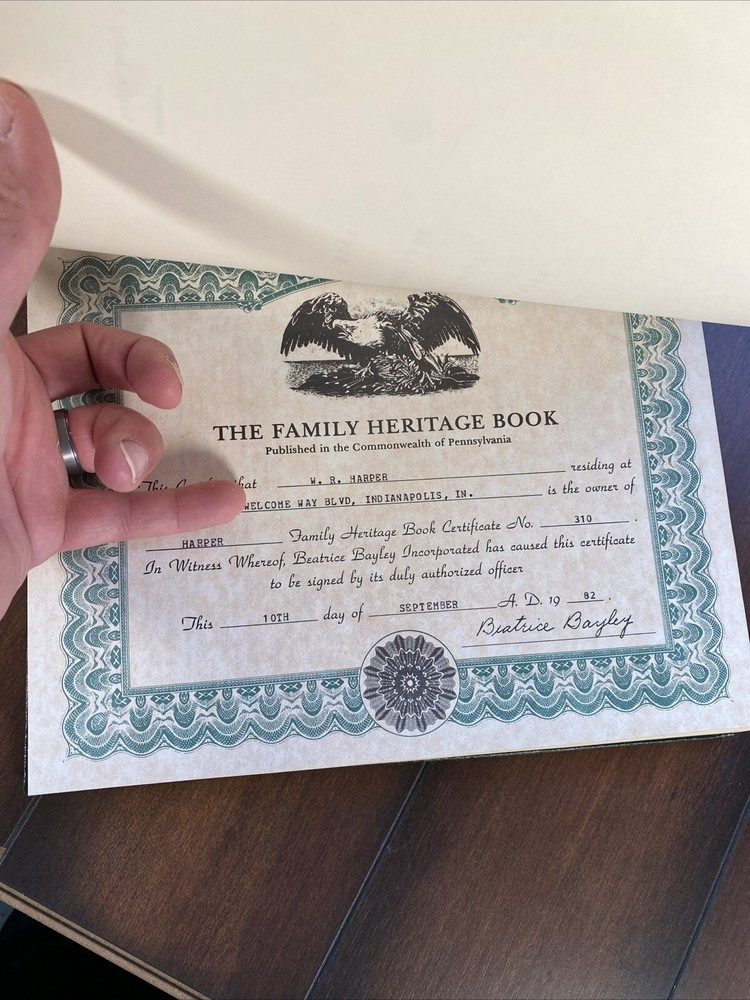 THE FAMILY HERITAGE BOOK
Published in the Commonwealth of Pennsylvania
This Certifies that W. R. HARPER residing at
WELCOME WAY BLVD, INDIANAPOLIS, IN. is the owner of
HARPER Family Heritage Book Certificate No. 310.
In Witness Whereof, Beatrice Bayley Incorporated has caused this certificate
to be signed by its duly authorized officer
This 10TH day of SEPTEMBER A. D. 19 82.
Beatrice Bayley